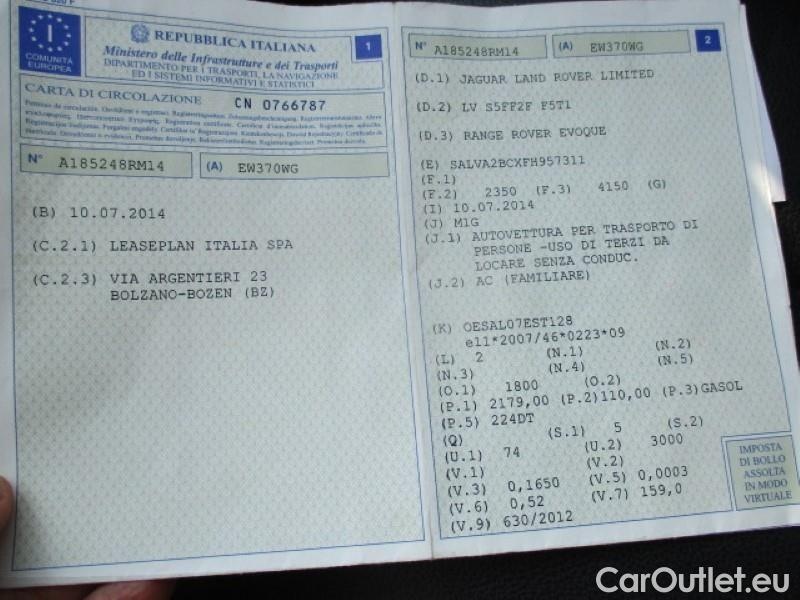 I
COMUNITÀ
EUROPEA
REPUBBLICA ITALIANA
Ministero delle Infrastrutture e dei Trasporti
DIPARTIMENTO PER I TRASPORTI, LA NAVIGAZIONE
ED I SISTEMI INFORMATIVI E STATISTICI
1
CARTA DI CIRCOLAZIONE CN 0766787
N° A185248RM14 (A) EW370WG
(B) 10.07.2014
(C.2.1) LEASEPLAN ITALIA SPA
(C.2.3) VIA ARGENTIERI 23
BOLZANO-BOZEN (BZ)
N° A185248RM14 (A) EW370WG 2
(D.1) JAGUAR LAND ROVER LIMITED
(D.2) LV S5FF2F F5T1
(D.3) RANGE ROVER EVOQUE
(E) SALVA2BCXFH957311
(F.1)
(F.2) 2350 (F.3) 4150 (G)
(I) 10.07.2014
(J) M1G
(J.1) AUTOVETTURA PER TRASPORTO DI
PERSONE -USO DI TERZI DA
LOCARE SENZA CONDUC.
(J.2) AC (FAMILIARE)
(K) OESAL07EST128
e11*2007/46*0223*09
(L) 2 (N.1) (N.2)
(N.3) (N.4) (N.5)
(O.1) 1800 (O.2)
(P.1) 2179,00 (P.2)110,00 (P.3)GASOL
(P.5) 224DT
(Q) (S.1) 5 (S.2)
(U.1) 74 (U.2) 3000
(V.1) (V.2)
(V.3) 0,1650 (V.5) 0,0003
(V.6) 0,52 (V.7) 159,0
(V.9) 630/2012
IMPOSTA
DI BOLLO
ASSOLTA
IN MODO
VIRTUALE
CarOutlet.eu